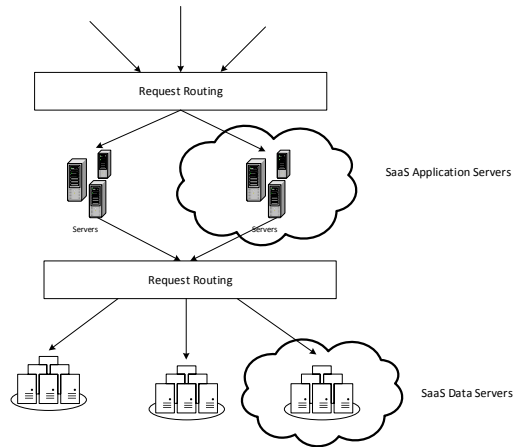 Request Routing
SaaS Application Servers
Servers
Servers
Request Routing
SaaS Data Servers